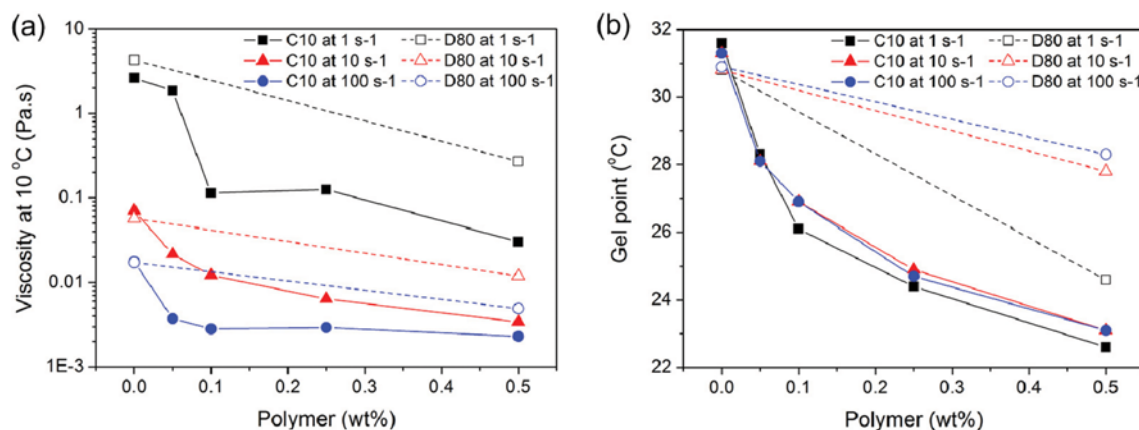 (a)
10
1
0.1
0.01
1E-3
Viscosity at 10 °C (Pa.s)
C10 at 1 s-1
C10 at 10 s-1
C10 at 100 s-1
D80 at 1 s-1
D80 at 10 s-1
D80 at 100 s-1
0.0 0.1 0.2 0.3 0.4 0.5
Polymer (wt%)
(b)
32
30
28
26
24
22
Gel point (°C)
C10 at 1 s-1
C10 at 10 s-1
C10 at 100 s-1
D80 at 1 s-1
D80 at 10 s-1
D80 at 100 s-1
0.0 0.1 0.2 0.3 0.4 0.5
Polymer (wt%)